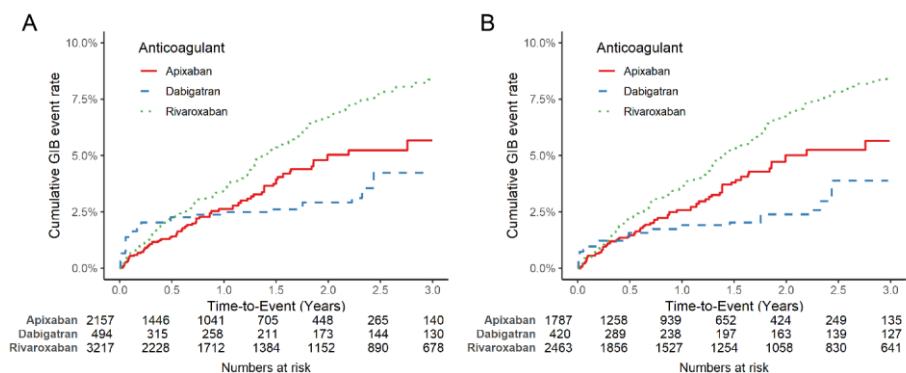 A
Cumulative GIB event rate
10.0%
7.5%
5.0%
2.5%
0.0%
Anticoagulant
Apixaban
Dabigatran
Rivaroxaban
0.0 0.5 1.0 1.5 2.0 2.5 3.0
Time-to-Event (Years)
Apixaban 2157 1446 1041 705 448 265 140
Dabigatran 494 315 258 211 173 144 130
Rivaroxaban 3217 2228 1712 1384 1152 890 678
Numbers at risk
B
Cumulative GIB event rate
10.0%
7.5%
5.0%
2.5%
0.0%
Anticoagulant
Apixaban
Dabigatran
Rivaroxaban
0.0 0.5 1.0 1.5 2.0 2.5 3.0
Time-to-Event (Years)
Apixaban 1787 1258 939 652 424 249 135
Dabigatran 420 289 238 197 163 139 127
Rivaroxaban 2463 1856 1527 1254 1058 830 641
Numbers at risk